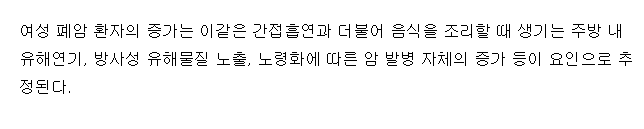 여성 폐암 환자의 증가는 이같은 간접흡연과 더불어 음식을 조리할 때 생기는 주방 내
유해연기, 방사성 유해물질 노출, 노령화에 따른 암 발병 자체의 증가 등이 요인으로 추
정된다.